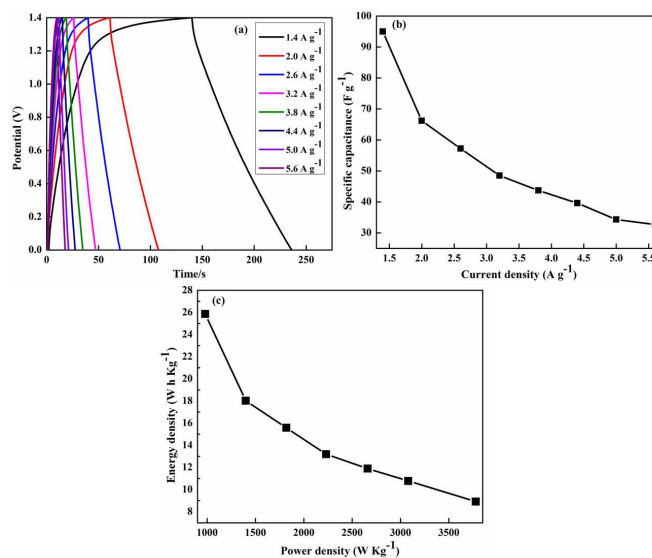 (a)
1.4 A g⁻¹
2.0 A g⁻¹
2.6 A g⁻¹
3.2 A g⁻¹
3.8 A g⁻¹
4.4 A g⁻¹
5.0 A g⁻¹
5.6 A g⁻¹
1.4
1.2
1.0
0.8
0.6
0.4
0.2
0.0
Potential (V)
0 50 100 150 200 250
Time/s
(b)
100
90
80
70
60
50
40
30
Specific capacitance (F g⁻¹)
1.5 2.0 2.5 3.0 3.5 4.0 4.5 5.0 5.5
Current density (A g⁻¹)
(c)
28
26
24
22
20
18
16
14
12
10
8
Energy density (W h Kg⁻¹)
1000 1500 2000 2500 3000 3500
Power density (W Kg⁻¹)